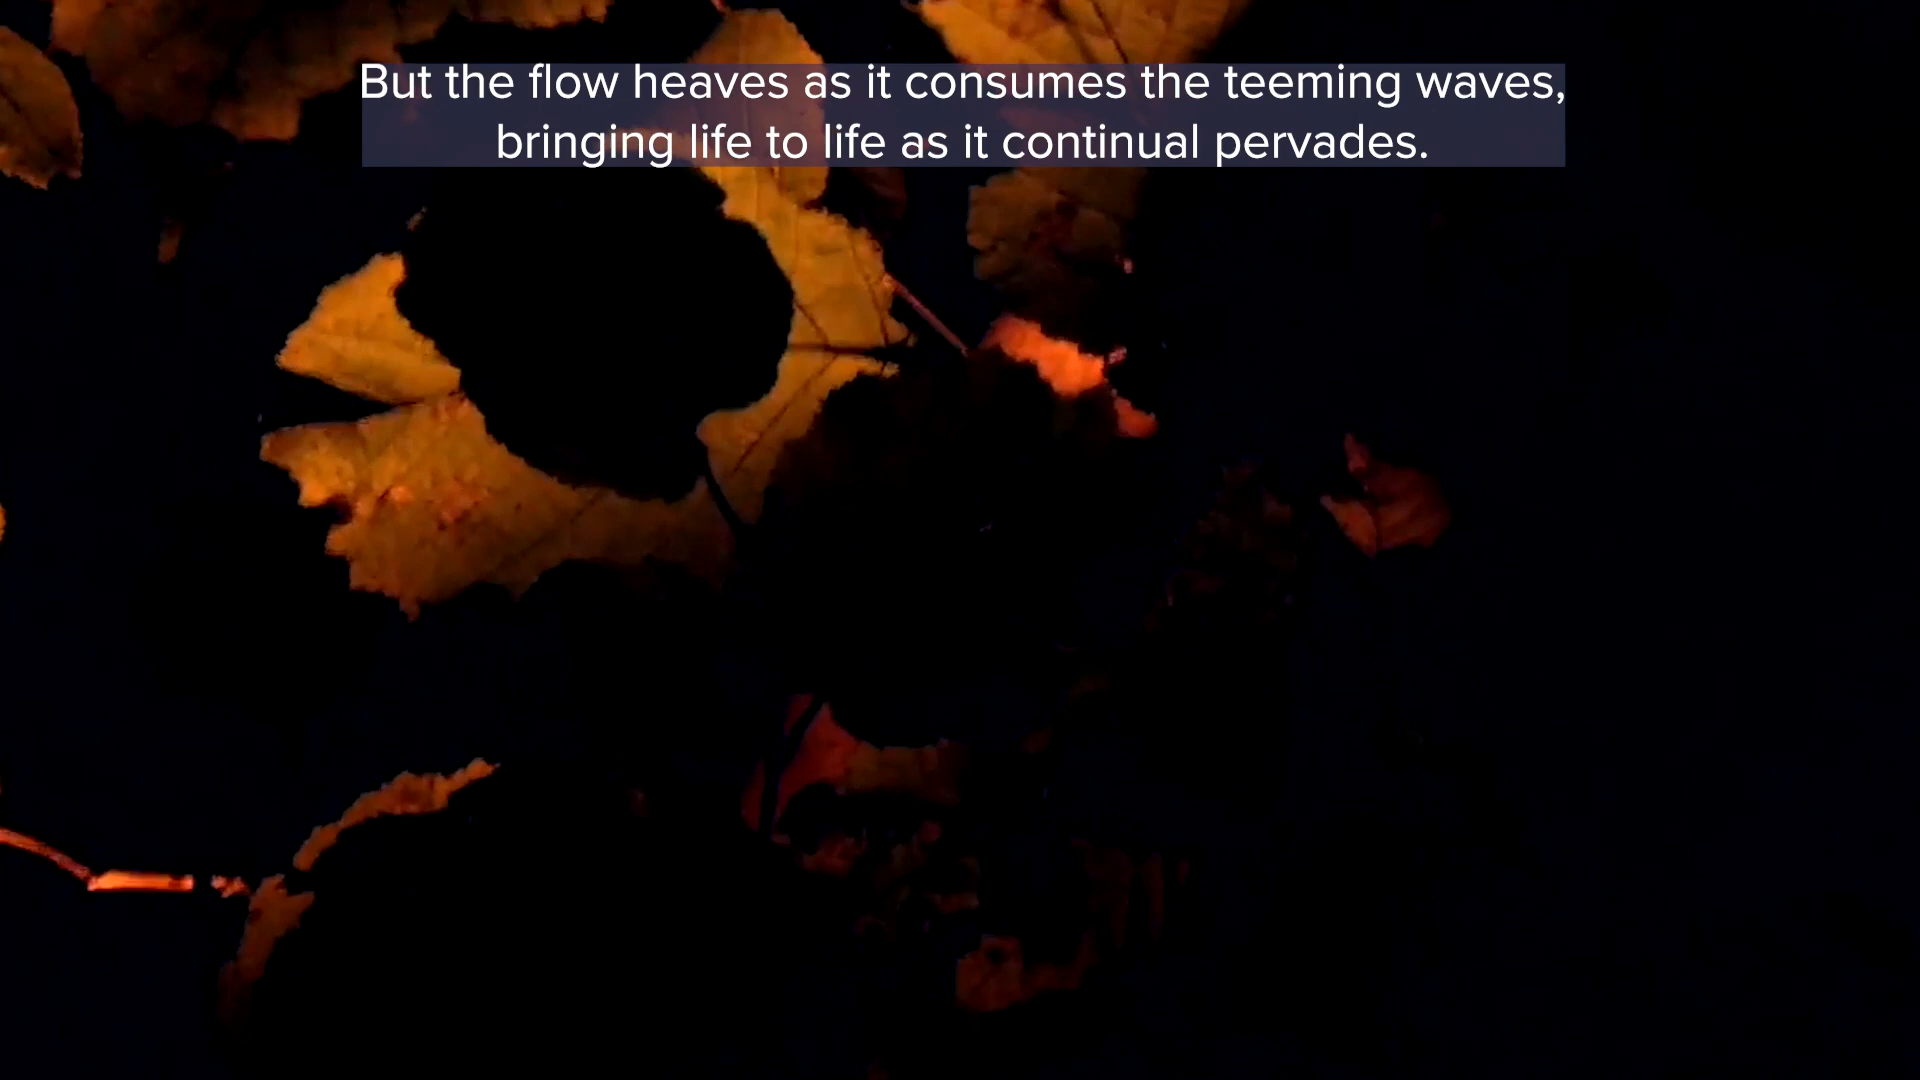 But the flow heaves as it consumes the teeming waves,
bringing life to life as it continual pervades.